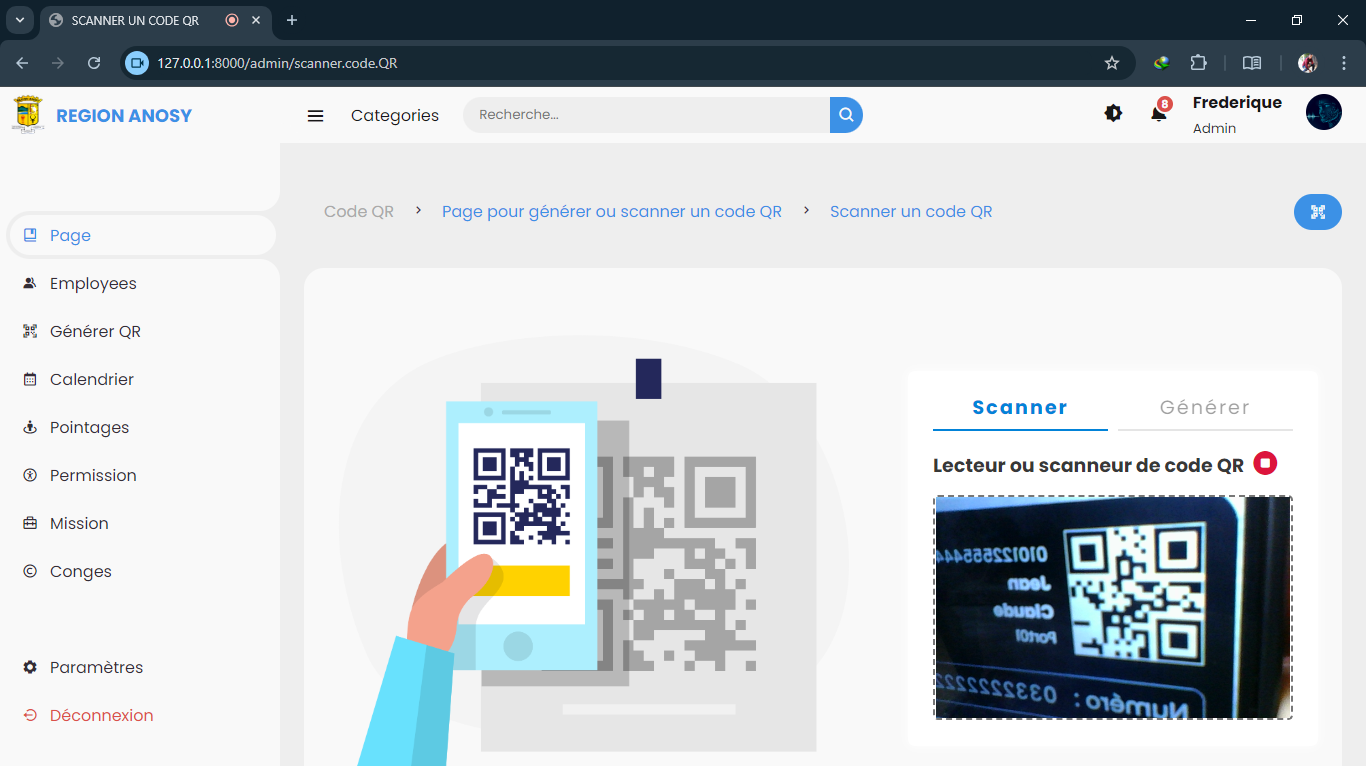 SCANNER UN CODE QR
127.0.0.1:8000/admin/scanner.code.QR
REGION ANOSY
Categories
Recherche...
8
Frederique
Admin
Code QR > Page pour générer ou scanner un code QR > Scanner un code QR
Page
Employees
Générer QR
Calendrier
Pointages
Permission
Mission
Conges
Paramètres
Déconnexion
Scanner
Générer
Lecteur ou scanneur de code QR
Jean
Claude
Port01
Numéro :